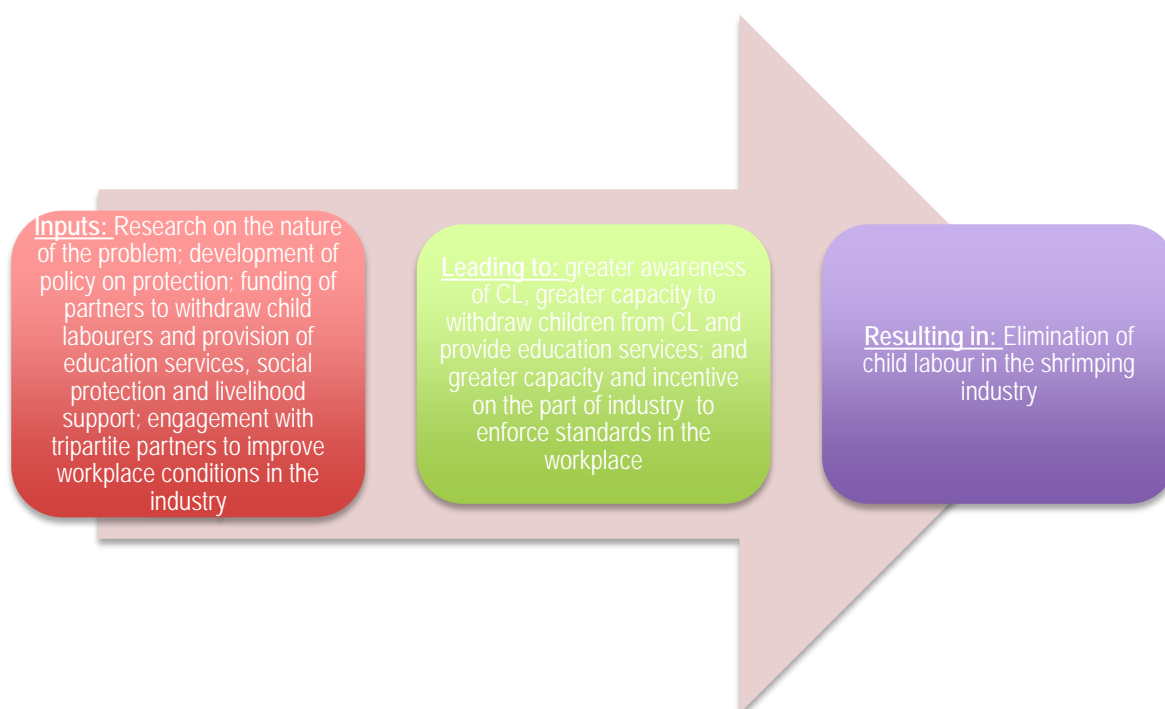 Inputs: Research on the nature
of the problem; development of
policy on protection; funding of
partners to withdraw child
labourers and provision of
education services, social
protection and livelihood
support; engagement with
tripartite partners to improve
workplace conditions in the
industry
Leading to: greater awareness
of CL, greater capacity to
withdraw children from CL and
provide education services; and
greater capacity and incentive
on the part of industry to
enforce standards in the
workplace
Resulting in: Elimination of
child labour in the shrimping
industry